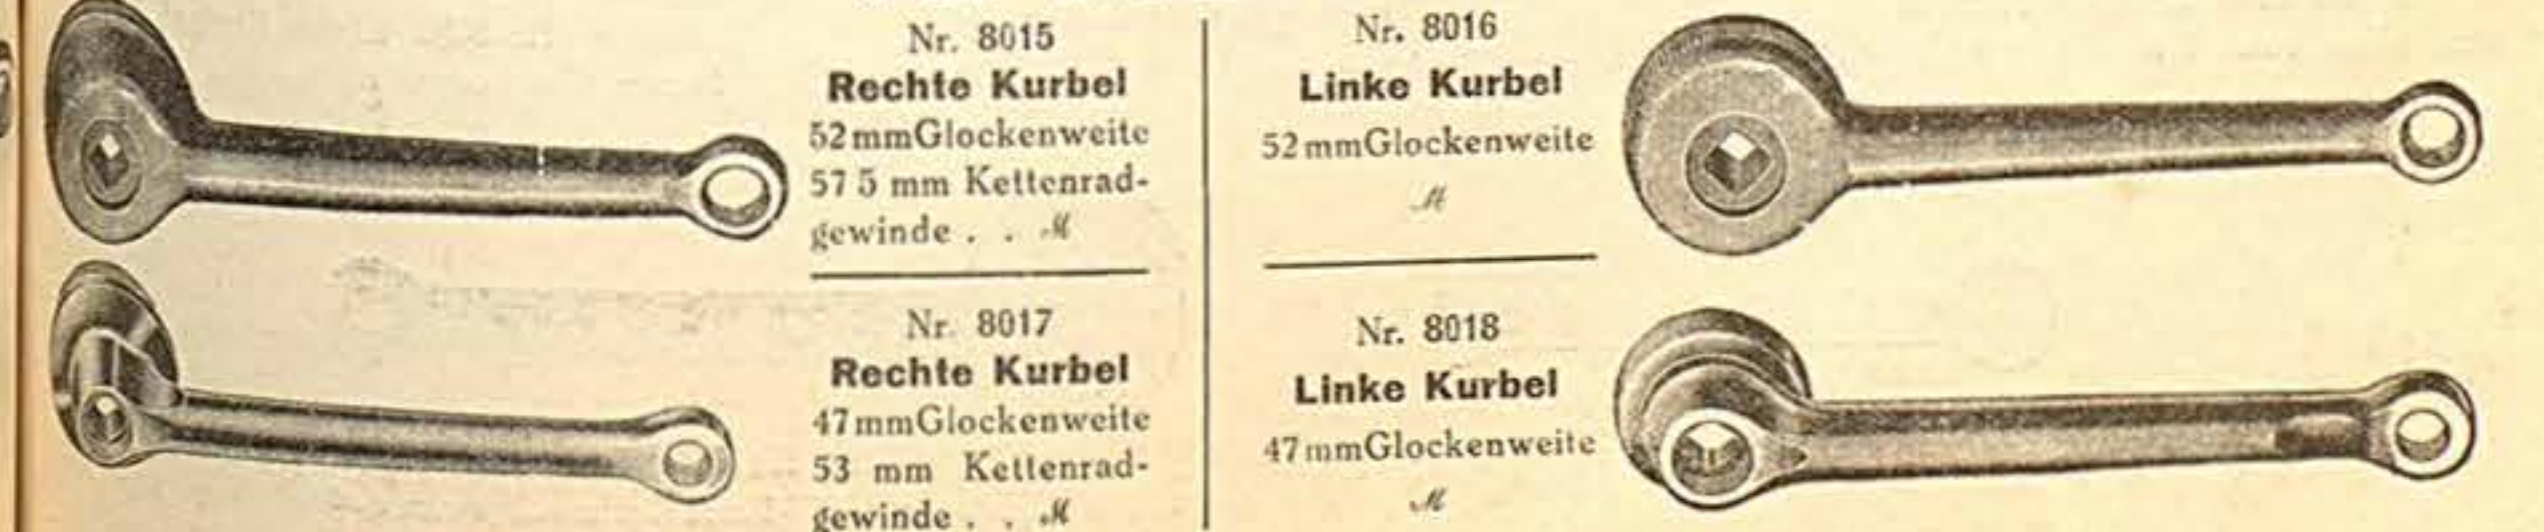 Nr. 8015
Rechte Kurbel
52mmGlockenweite
57 5 mm Kettenrad-
gewinde . . ℳ
Nr. 8017
Rechte Kurbel
47mmGlockenweite
53 mm Kettenrad-
gewinde . . ℳ
Nr. 8016
Linke Kurbel
52mmGlockenweite
ℳ
Nr. 8018
Linke Kurbel
47mmGlockenweite
ℳ